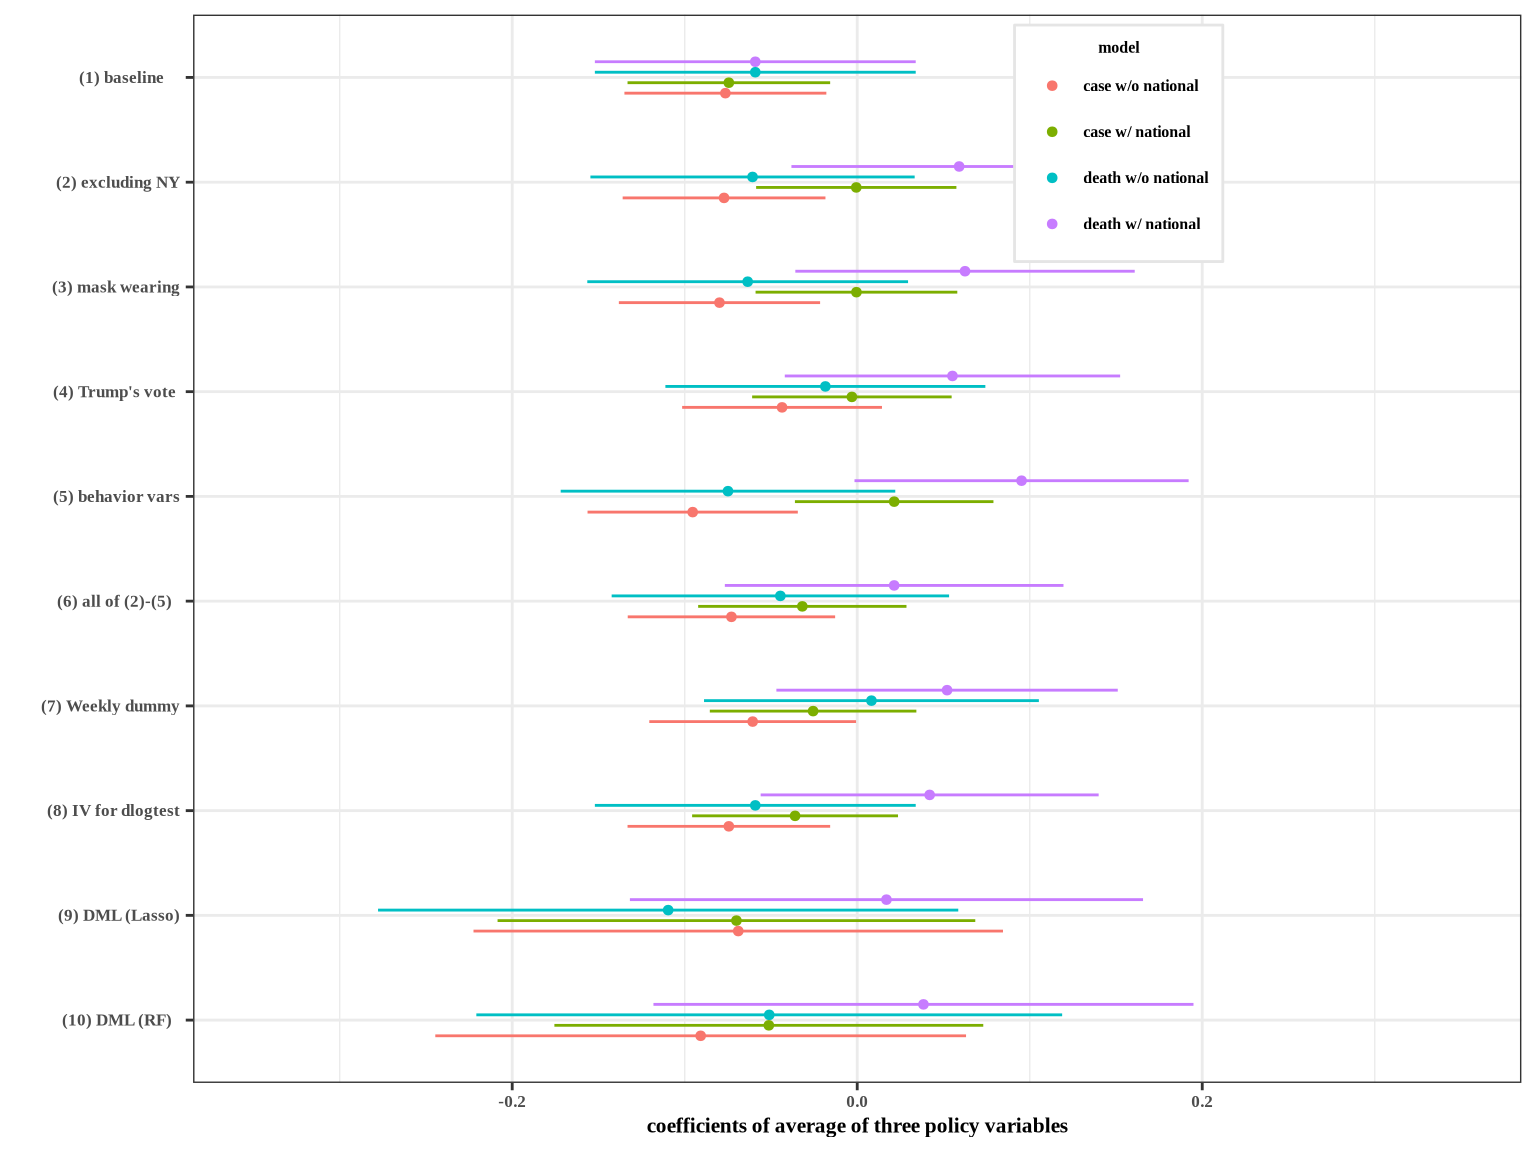 model
case w/o national
case w/ national
death w/o national
death w/ national
(1) baseline
(2) excluding NY
(3) mask wearing
(4) Trump's vote
(5) behavior vars
(6) all of (2)-(5)
(7) Weekly dummy
(8) IV for dlogtest
(9) DML (Lasso)
(10) DML (RF)
-0.2 0.0 0.2
coefficients of average of three policy variables